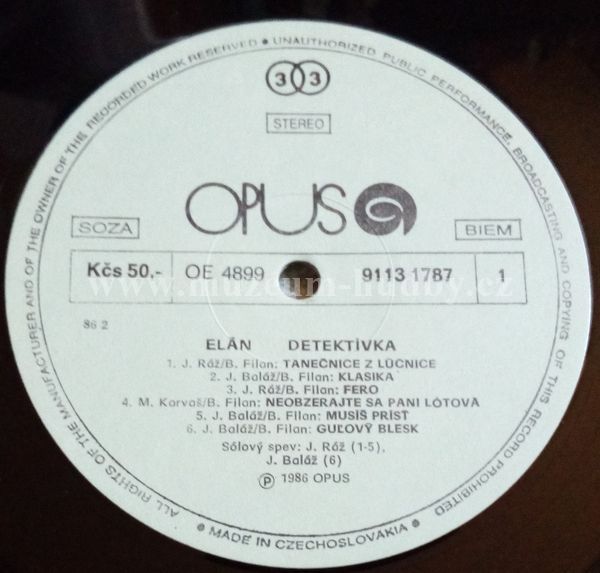 ALL RIGHTS OF THE MANUFACTURER AND OF THE OWNER OF THE RECORDED WORK RESERVED • UNAUTHORIZED PUBLIC PERFORMANCE, BROADCASTING AND COPYING OF THIS RECORD PROHIBITED
33
STEREO
OPUS
SOZA
BIEM
Kčs 50.- OE 4899 9113 1787 1
www.muzeum-hudby.cz
86 2
ELÁN DETEKTÍVKA
1. J. Ráž/B. Filan: TANEČNICE Z LÚČNICE
2. J. Baláž/B. Filan: KLASIKA
3. J. Ráž/B. Filan: FERO
4. M. Karvaš/B. Filan: NEOBZERAJTE SA PANI LÓTOVÁ
5. J. Baláž/B. Filan: MUSÍŠ PRÍSŤ
6. J. Baláž/B. Filan: GUĽOVÝ BLESK
Sólový spev: J. Ráž (1-5),
J. Baláž (6)
Ⓟ 1986 OPUS
• MADE IN CZECHOSLOVAKIA •